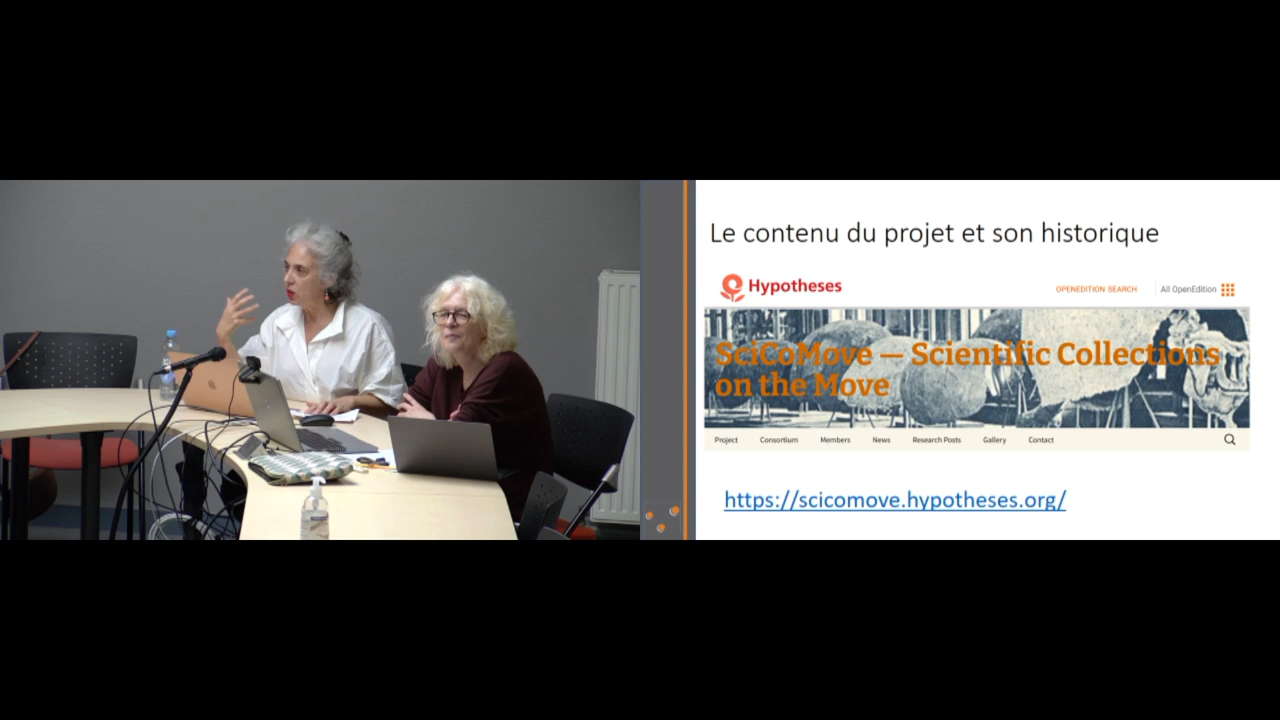 Le contenu du projet et son historique
Hypotheses
OPENEDITION SEARCH
All OpenEdition
SciCoMove — Scientific Collections
on the Move
Project Consortium Members News Research Posts Gallery Contact
https://scicomove.hypotheses.org/